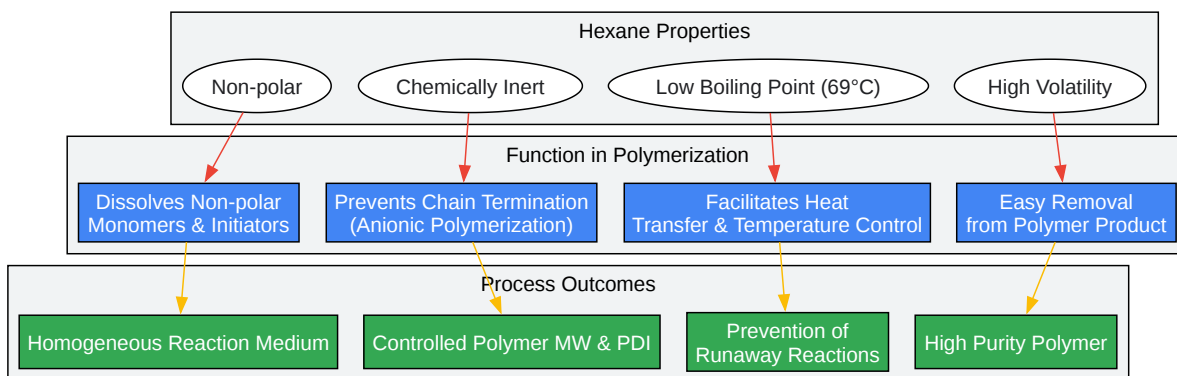 Hexane Properties
Non-polar
Chemically Inert
Low Boiling Point (69°C)
High Volatility
Function in Polymerization
Dissolves Non-polar
Monomers & Initiators
Prevents Chain Termination
(Anionic Polymerization)
Facilitates Heat
Transfer & Temperature Control
Easy Removal
from Polymer Product
Process Outcomes
Homogeneous Reaction Medium
Controlled Polymer MW & PDI
Prevention of
Runaway Reactions
High Purity Polymer